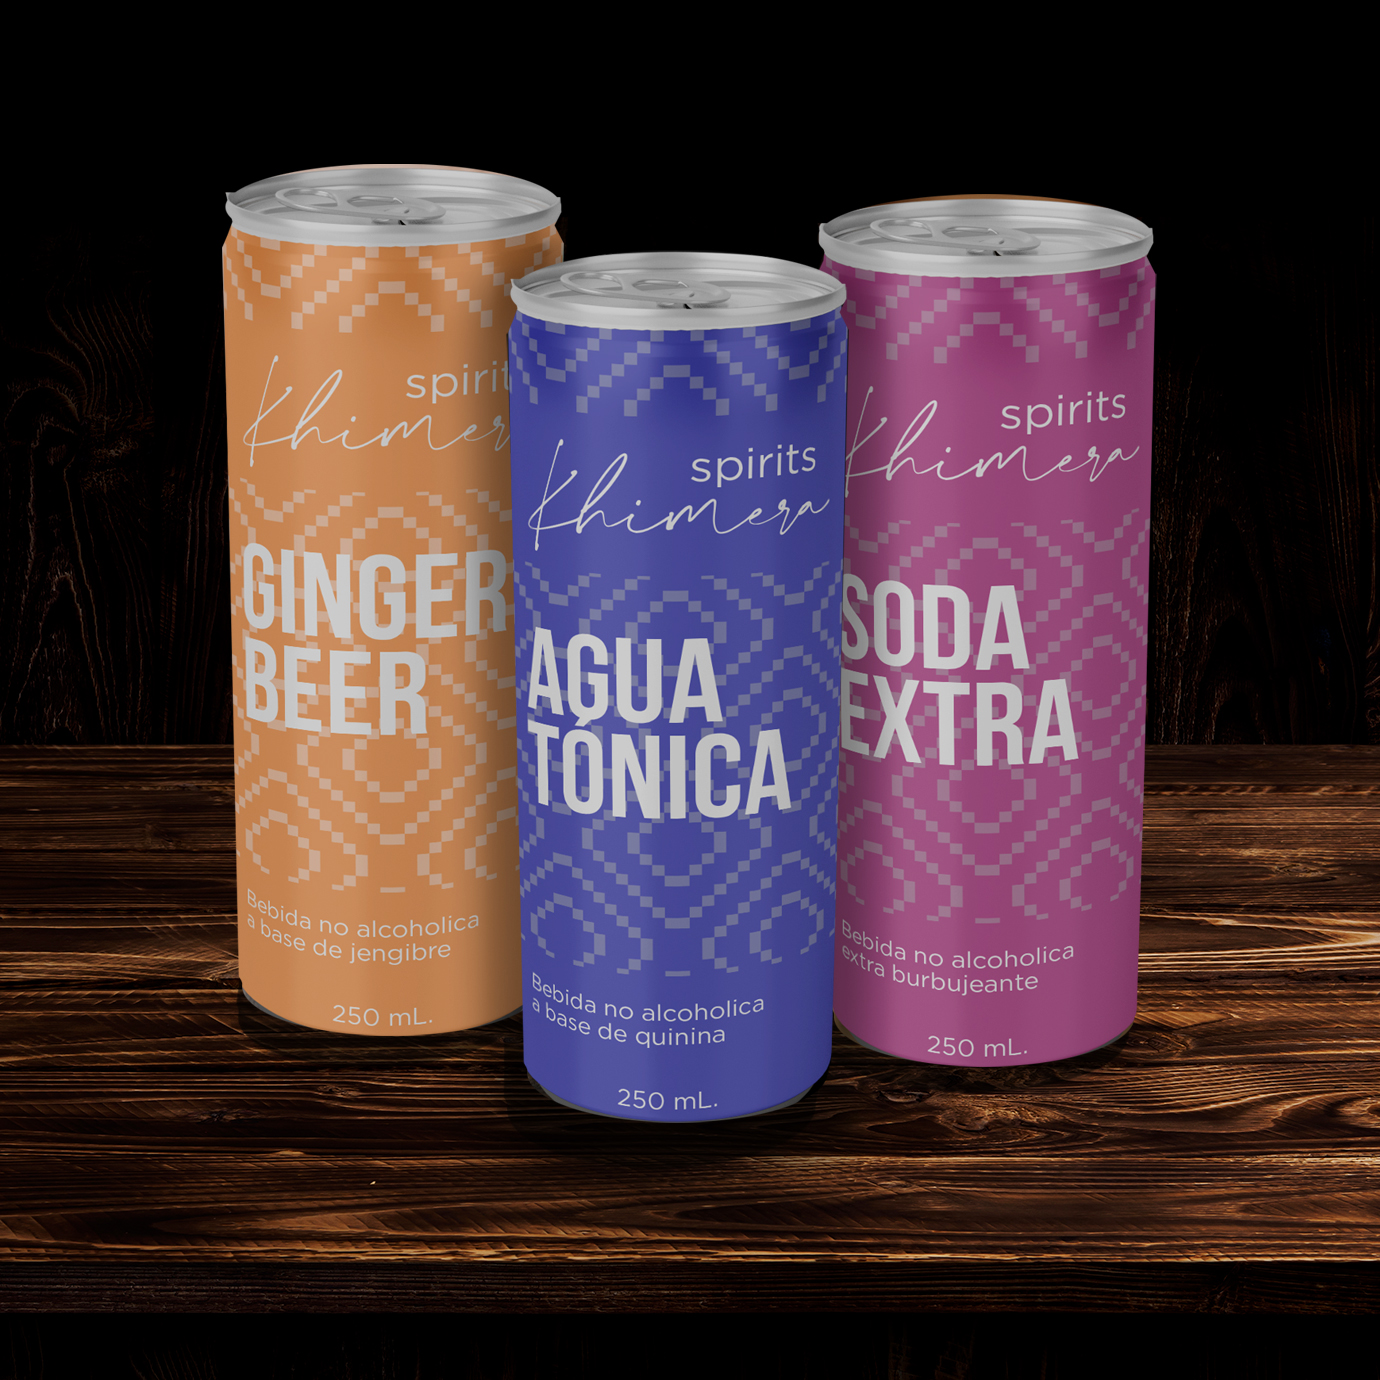 spirit
Khimer
GINGER
BEER
Bebida no alcoholica
a base de jengibre
250 mL.
spirits
Khimera
AGUA
TÓNICA
Bebida no alcoholica
a base de quinina
250 mL.
spirits
Khimera
SODA
EXTRA
Bebida no alcoholica
extra burbujeante
250 mL.